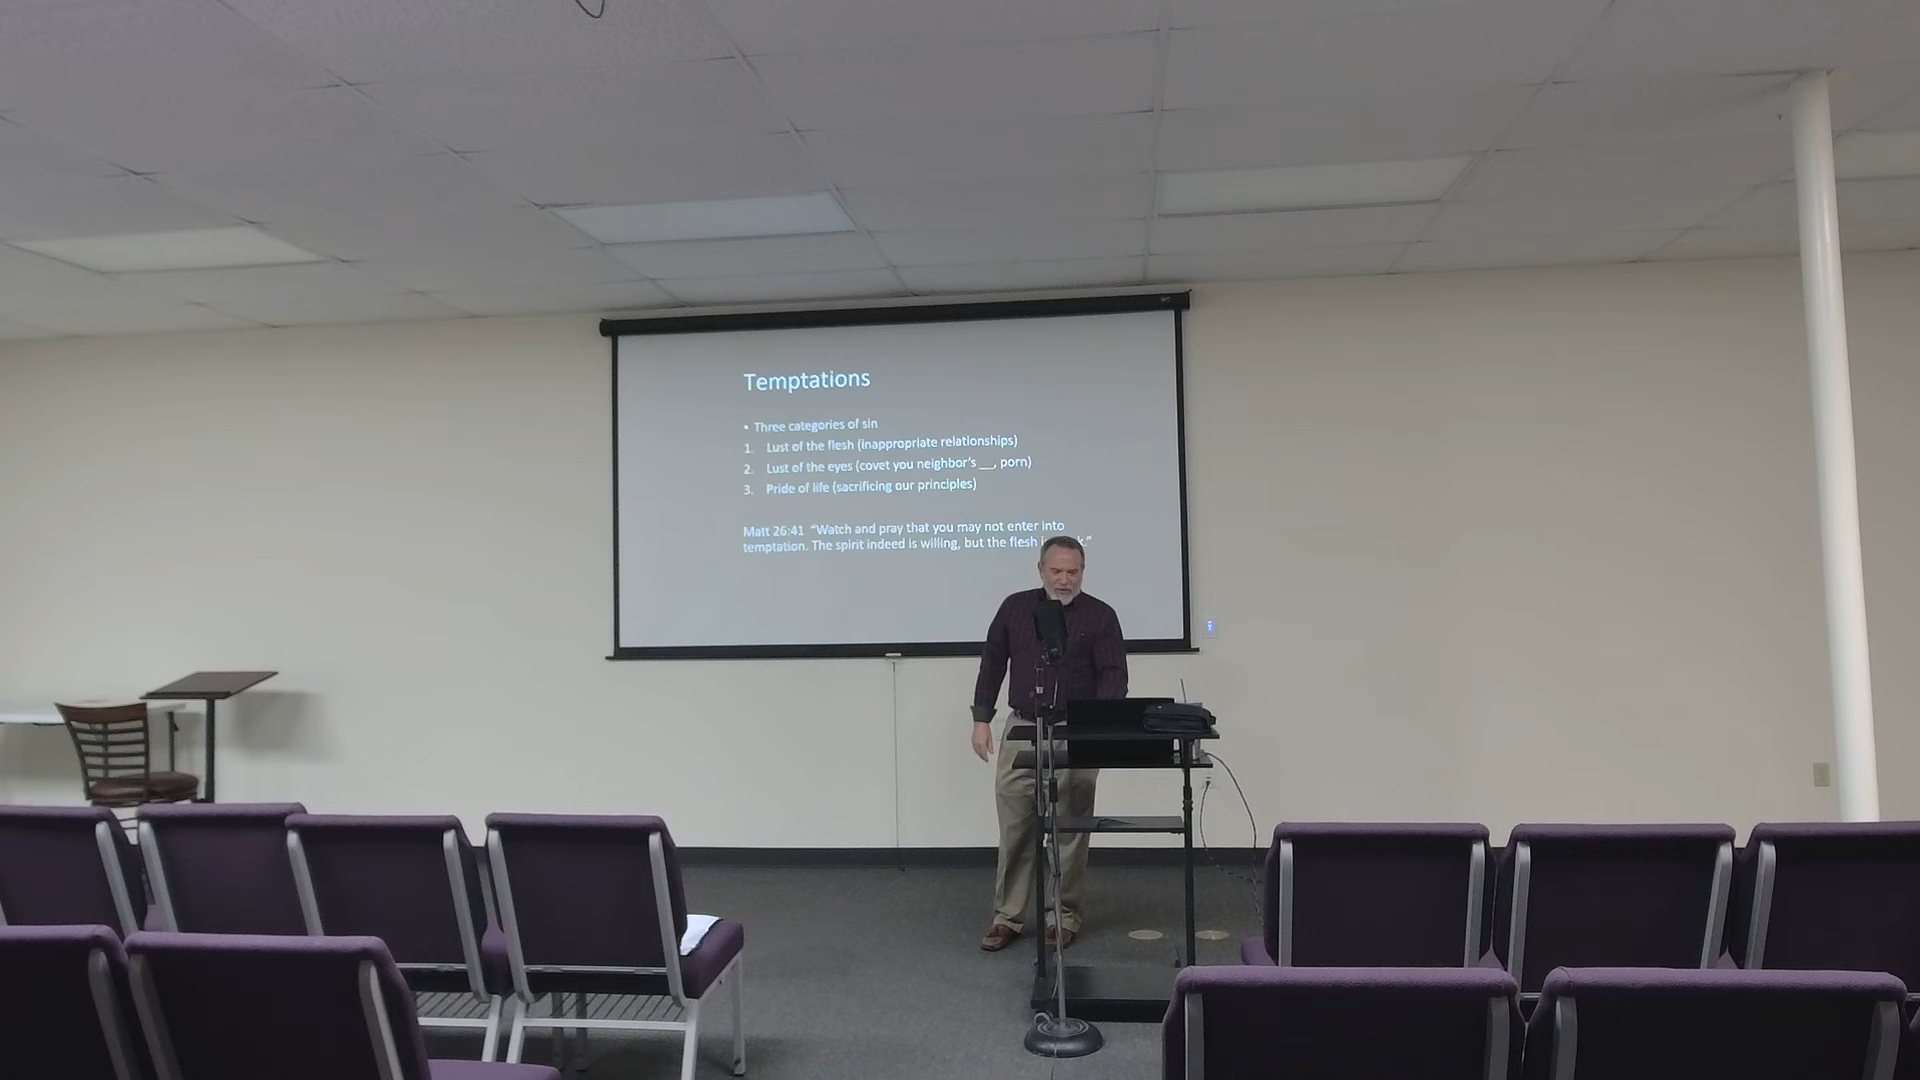 Temptations
• Three categories of sin
1. Lust of the flesh (inappropriate relationships)
2. Lust of the eyes (covet you neighbor's __, porn)
3. Pride of life (sacrificing our principles)
Matt 26:41 "Watch and pray that you may not enter into
temptation. The spirit indeed is willing, but the flesh